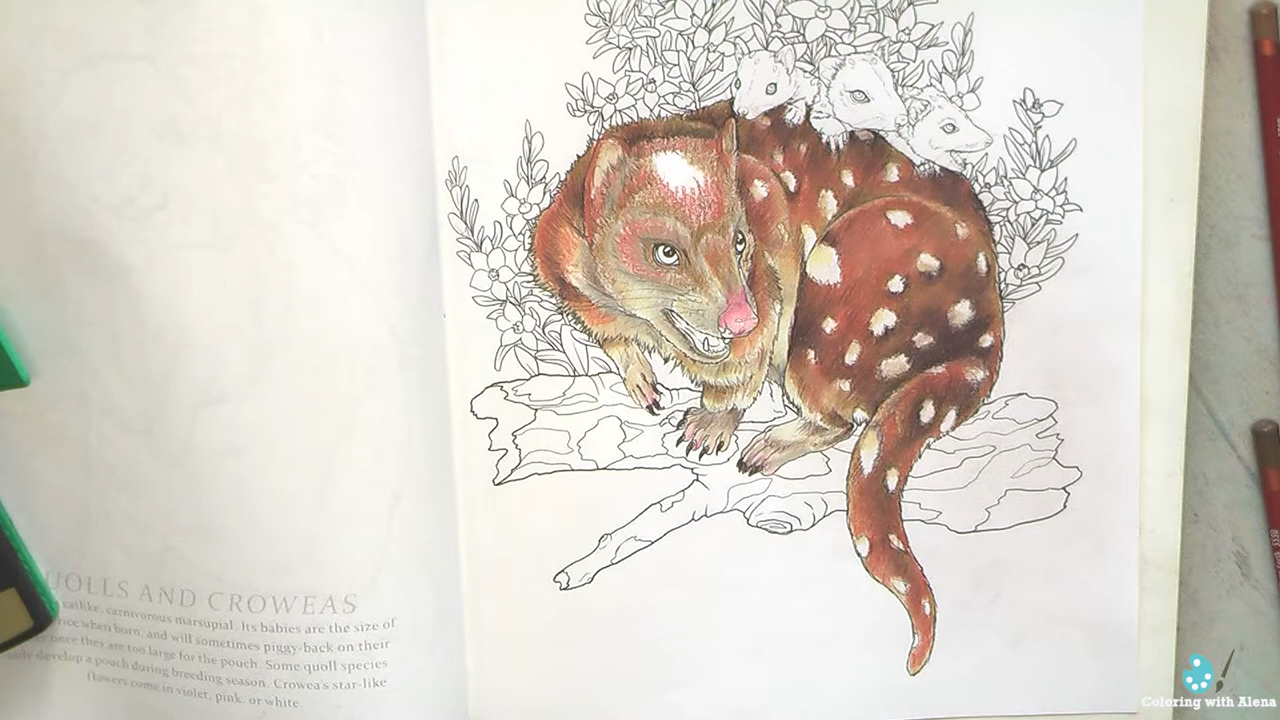 UOLLS AND CROWEAS
catlike, carnivorous marsupial. Its babies are the size of
rice when born, and will sometimes piggy-back on their
once they are too large for the pouch. Some quoll species
only develop a pouch during breeding season. Crowea's star-like
flowers come in violet, pink, or white.
Coloring with Alena